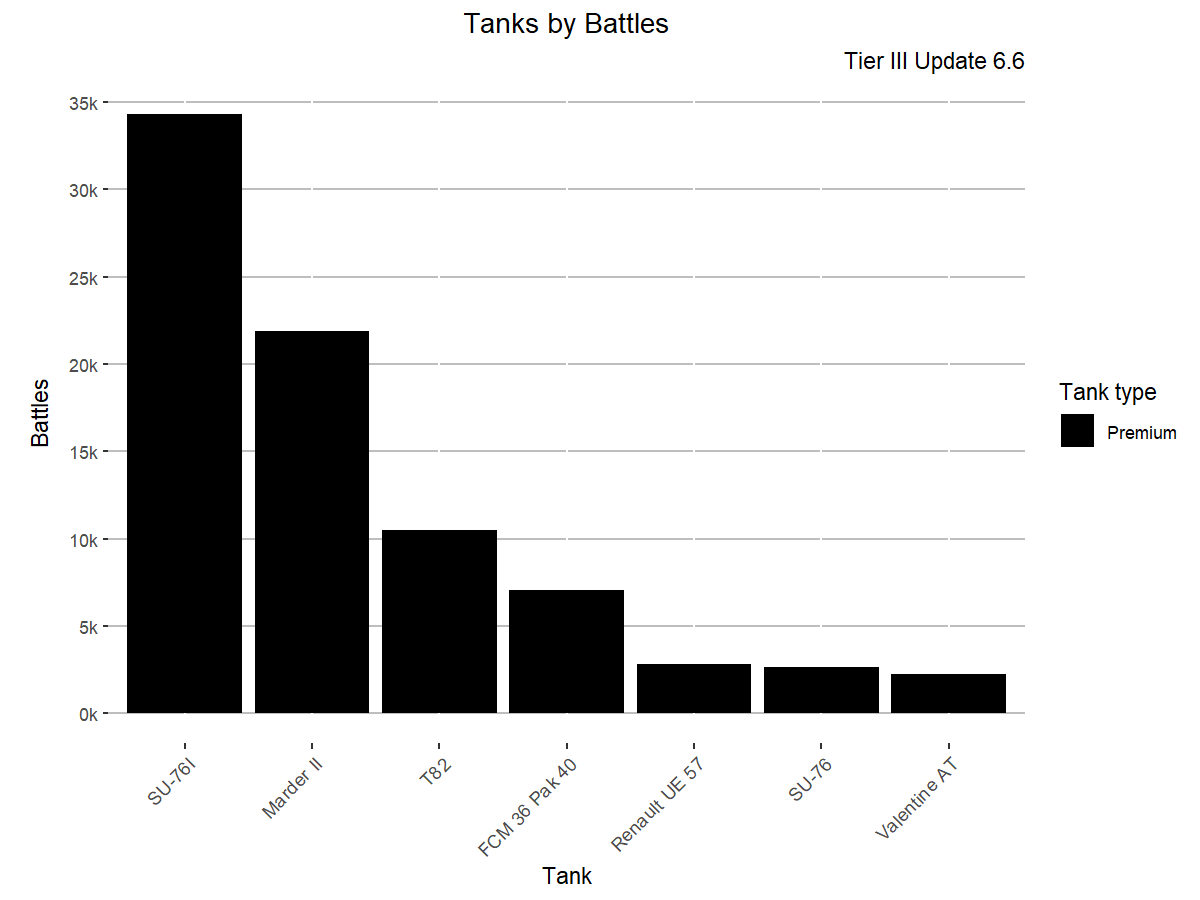 Tanks by Battles
Tier III Update 6.6
35k
30k
25k
20k
15k
10k
5k
0k
Battles
SU-76I
Marder II
T82
FCM 36 Pak 40
Renault UE 57
SU-76
Valentine AT
Tank
Tank type
Premium